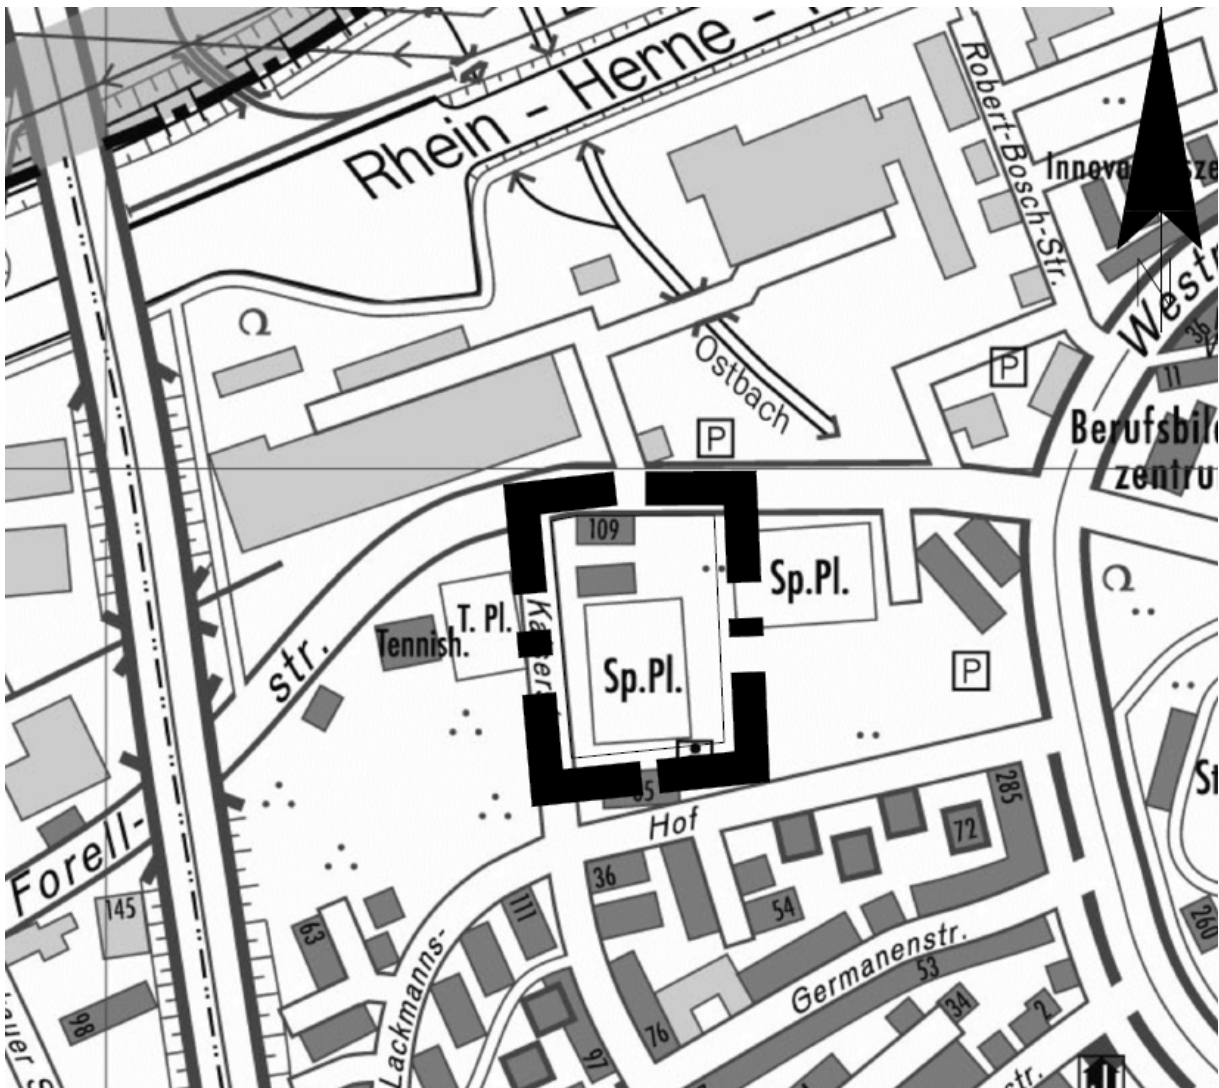 Rhein - Herne -
Robert-Bosch-Str.
36
11
P
Ostbach
P
Berufsbil
zentru
109
Sp.Pl.
T. Pl.
Tennish.
Sp.Pl.
P
str.
Forell-
Hof
285
72
36
54
111
63
145
98
Lackmanns-
Germanenstr.
53
260
34
2
76
97